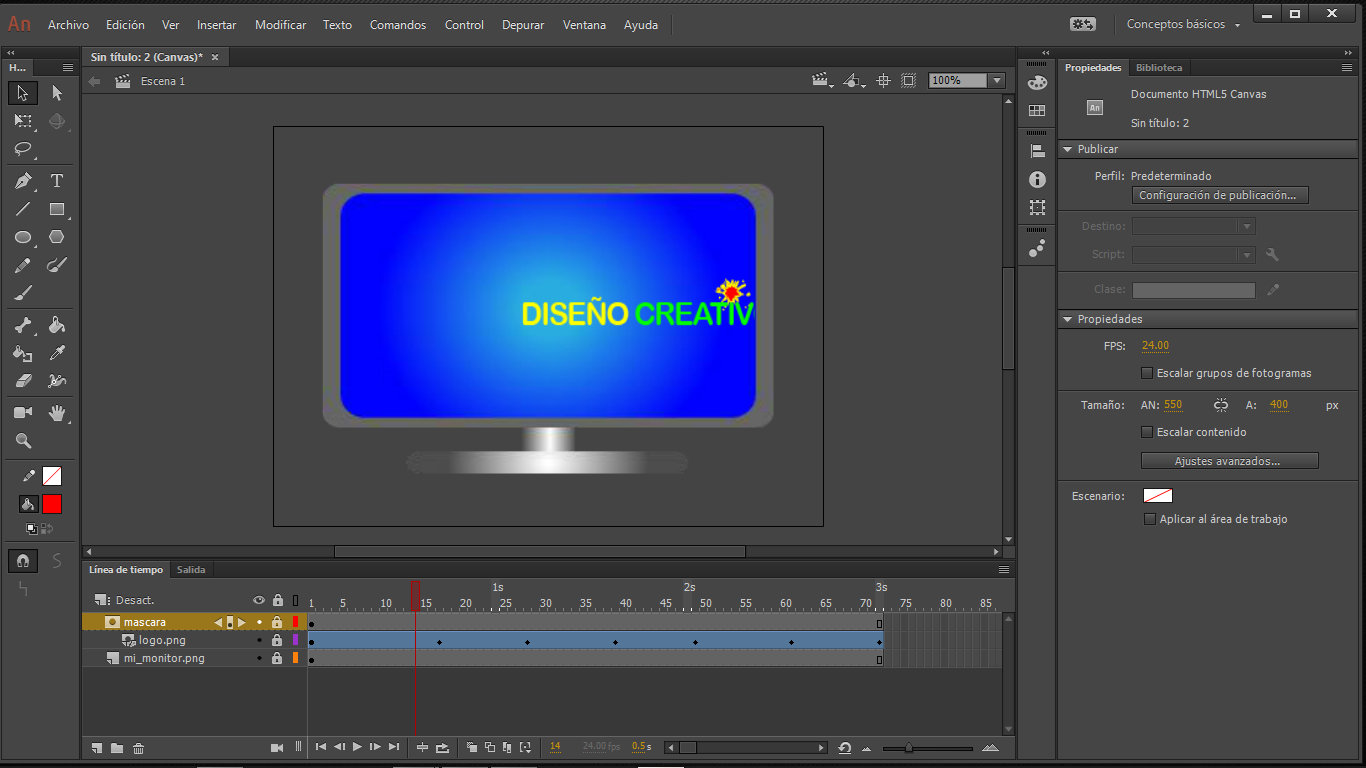 An Archivo Edición Ver Insertar Modificar Texto Comandos Control Depurar Ventana Ayuda Conceptos básicos
H...
Sin título: 2 (Canvas)*
Escena 1
100%
DISEÑO CREATIV
Propiedades Biblioteca
An
Documento HTML5 Canvas
Sin título: 2
Publicar
Perfil: Predeterminado
Configuración de publicación...
Destino:
Script:
Clase:
Propiedades
FPS: 24.00
Escalar grupos de fotogramas
Tamaño: AN: 550 A: 400 px
Escalar contenido
Ajustes avanzados...
Escenario:
Aplicar al área de trabajo
Línea de tiempo Salida
1s 2s 3s
Desact. 1 5 10 15 20 25 30 35 40 45 50 55 60 65 70 75 80 85
mascara
logo.png
mi_monitor.png
14 24.00 fps 0.5 s